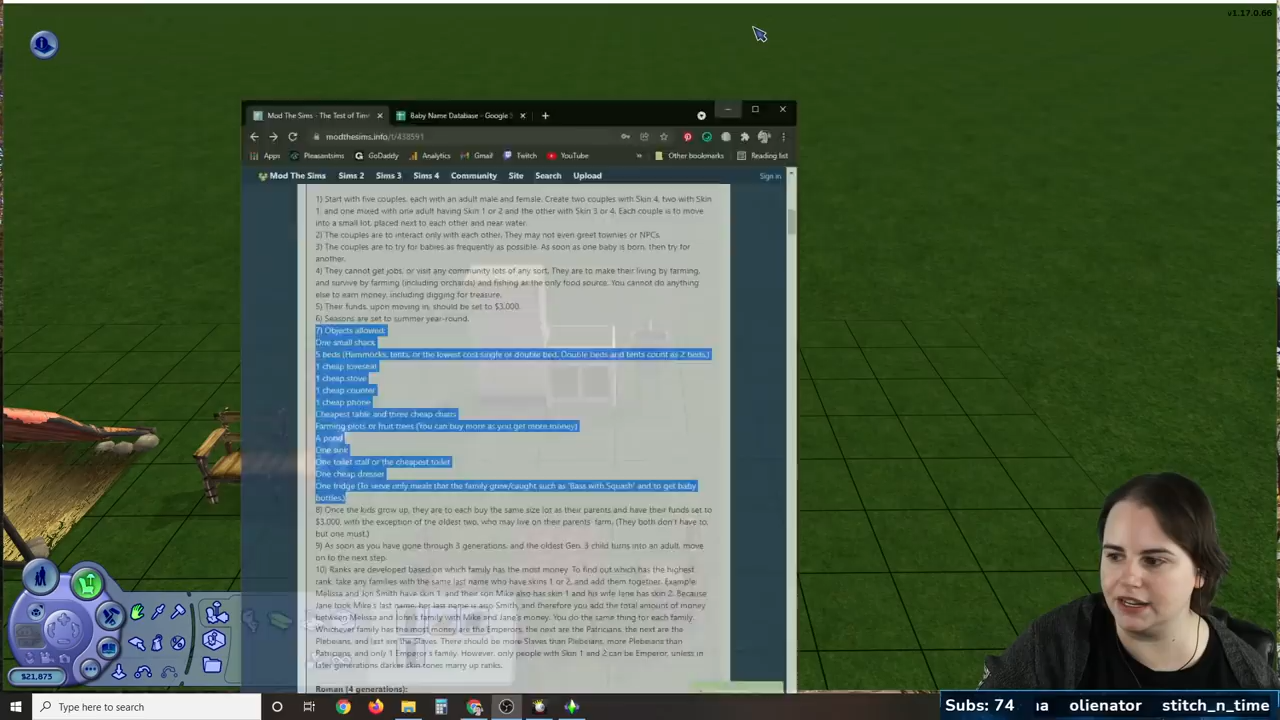 v1.17.0.66
Mod The Sims - The Test of Tim
Baby Name Database - Google S
modthesims.info/t/438591
Apps Pleasantsims GoDaddy Analytics Gmail Twitch YouTube » Other bookmarks Reading list
Mod The Sims Sims 2 Sims 3 Sims 4 Community Site Search Upload Sign in
1) Start with five couples, each with an adult male and female. Create two couples with Skin 4, two with Skin
1, and one mixed with one adult having Skin 1 or 2 and the other with Skin 3 or 4. Each couple is to move
into a small lot, placed next to each other and near water.
2) The couples are to interact only with each other. They may not even greet townies or NPCs.
3) The couples are to try for babies as frequently as possible. As soon as one baby is born, then try for
another.
4) They cannot get jobs, or visit any community lots of any sort. They are to make their living by farming,
and survive by farming (including orchards) and fishing as the only food source. You cannot do anything
else to earn money, including digging for treasure.
5) Their funds, upon moving in, should be set to $3,000.
6) Seasons are set to summer year-round.
7) Objects allowed:
One small shack
5 beds (Hammocks, tents, or the lowest cost single or double bed. Double beds and tents count as 2 beds.)
1 cheap loveseat
1 cheap stove
1 cheap counter
1 cheap phone
Cheapest table and three cheap chairs
Farming plots or fruit trees (You can buy more as you get more money)
A pond
One sink
One toilet stall or the cheapest toilet
One cheap dresser
One fridge (To serve only meals that the family grew/caught such as 'Bass with Squash' and to get baby
bottles.)
8) Once the kids grow up, they are to each buy the same size lot as their parents and have their funds set to
$3,000, with the exception of the oldest two, who may live on their parents' farm. (They both don't have to,
but one must.)
9) As soon as you have gone through 3 generations, and the oldest Gen. 3 child turns into an adult, move
on to the next step.
10) Ranks are developed based on which family has the most money. To find out which has the highest
rank, take any families with the same last name who have skins 1 or 2, and add them together. Example:
Melissa and Jon Smith have skin 1, and their son Mike also has skin 1 and his wife Jane has skin 2. Because
Jane took Mike's last name, her last name is also Smith, and therefore you add the total amount of money
between Melissa and John's family with Mike and Jane's money. You do the same thing for each family.
Whichever family has the most money are the Emperors, the next are the Patricians, the next are the
Plebeians, and last are the Slaves. There should be more Slaves than Plebeians, more Plebeians than
Patricians, and only 1 Emperor's family. However, only people with Skin 1 and 2 can be Emperor, unless in
later generations darker skin tones marry up ranks.
Roman (4 generations):
$21,875
Type here to search
Subs: 74 ia olienator stitch_n_time